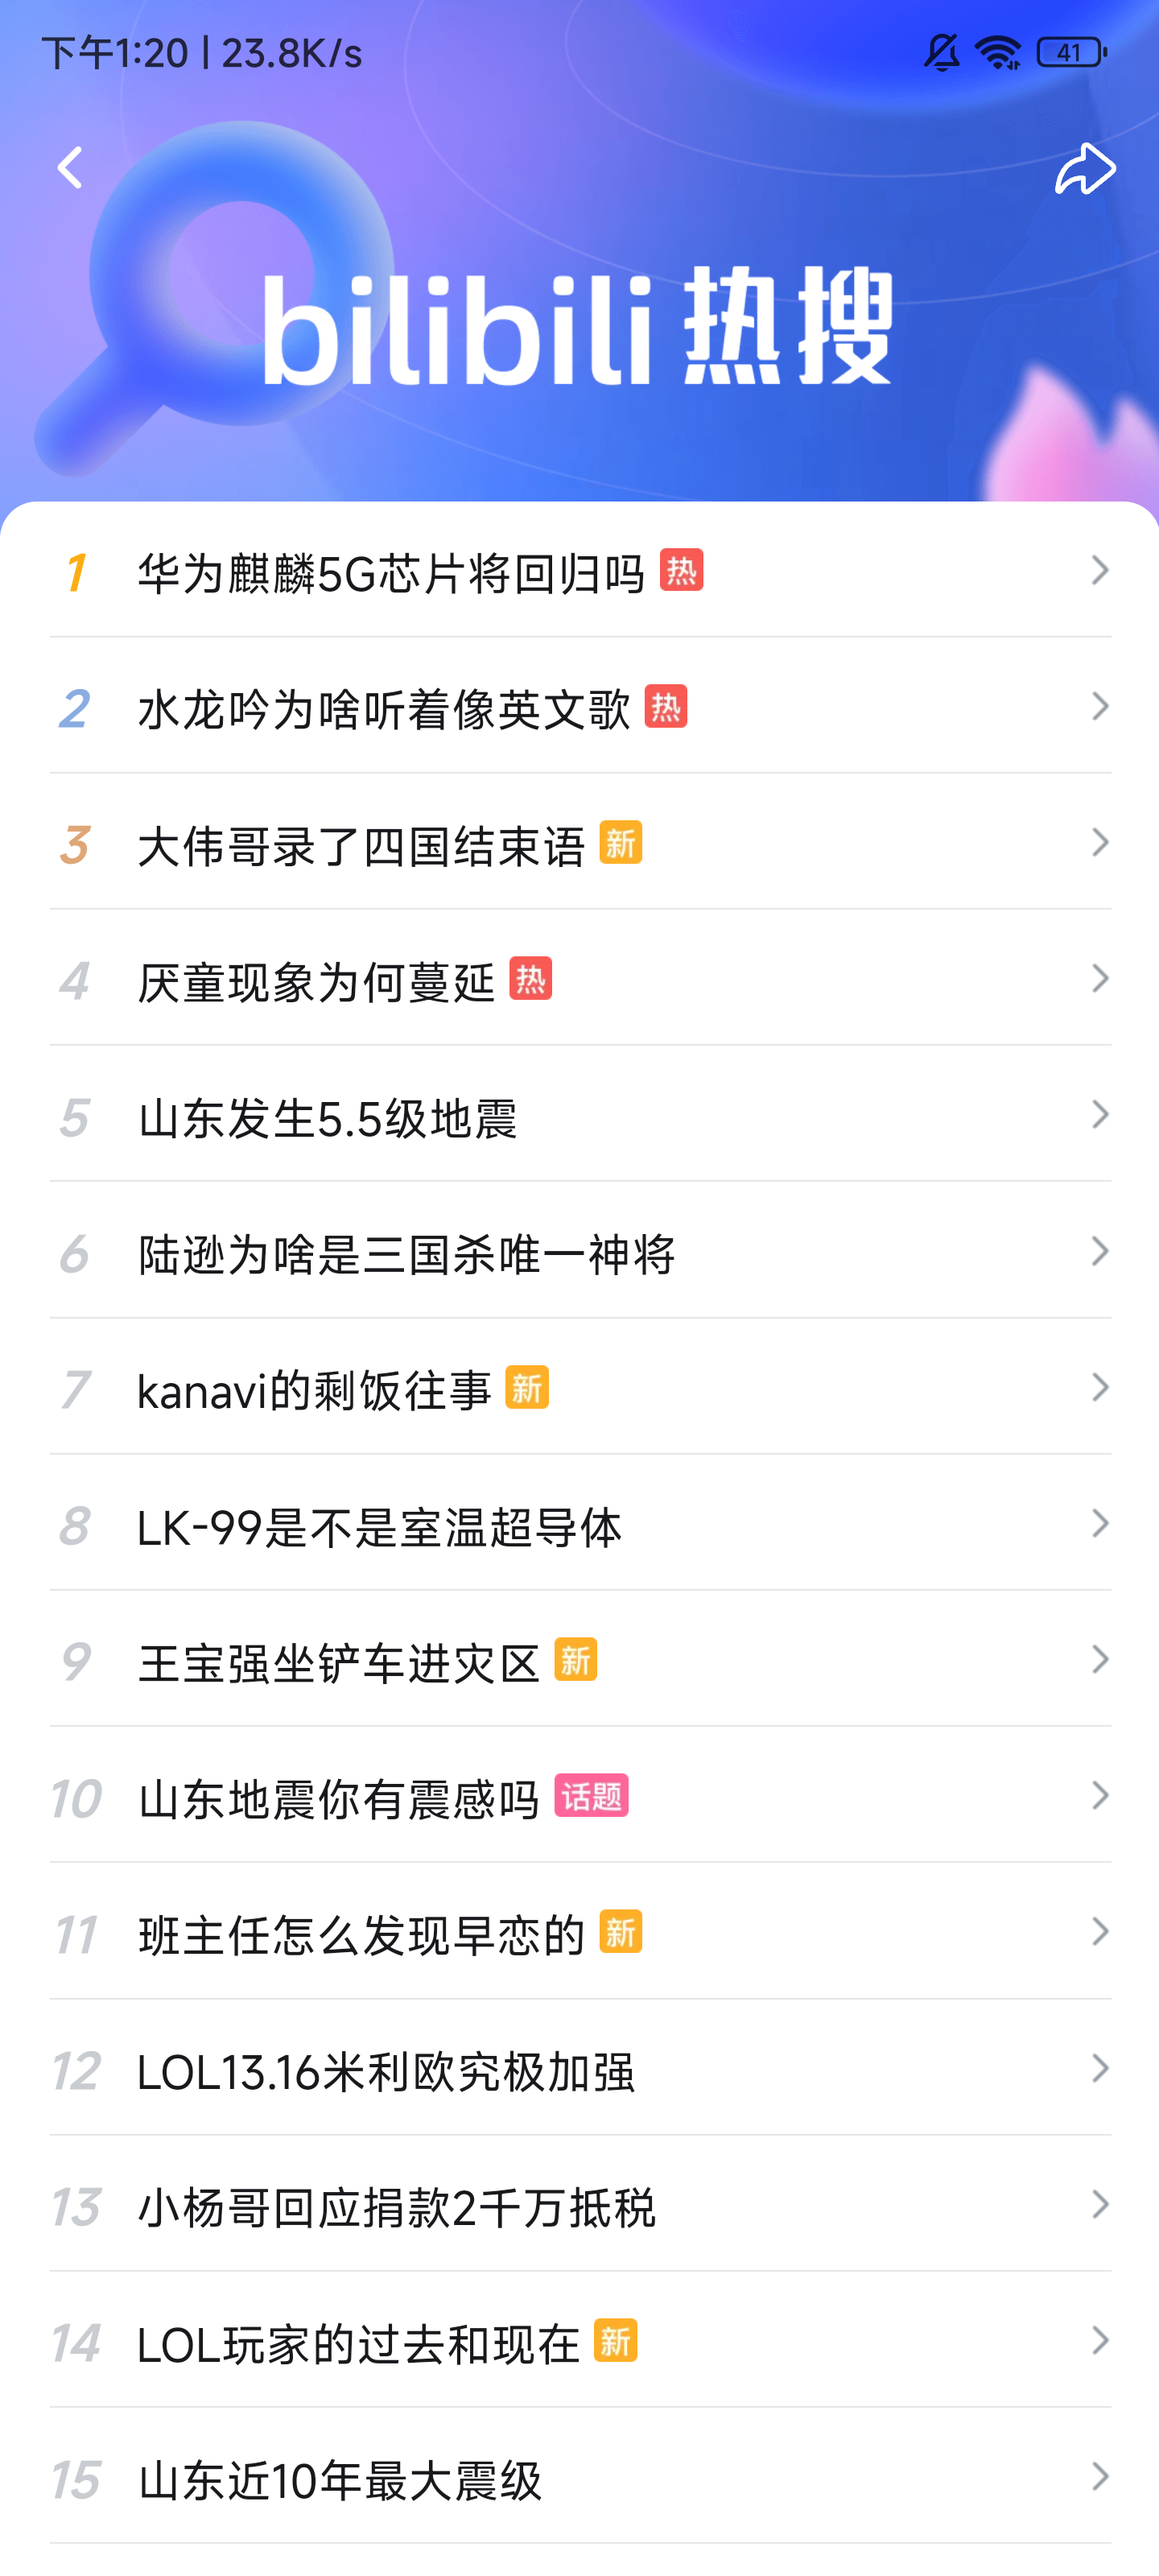 下午1:20 | 23.8K/s 41
bilibili 热搜
1 华为麒麟5G芯片将回归吗 热
2 水龙吟为啥听着像英文歌 热
3 大伟哥录了四国结束语 新
4 厌童现象为何蔓延 热
5 山东发生5.5级地震
6 陆逊为啥是三国杀唯一神将
7 kanavi的剩饭往事 新
8 LK-99是不是室温超导体
9 王宝强坐铲车进灾区 新
10 山东地震你有震感吗 话题
11 班主任怎么发现早恋的 新
12 LOL13.16米利欧究极加强
13 小杨哥回应捐款2千万抵税
14 LOL玩家的过去和现在 新
15 山东近10年最大震级